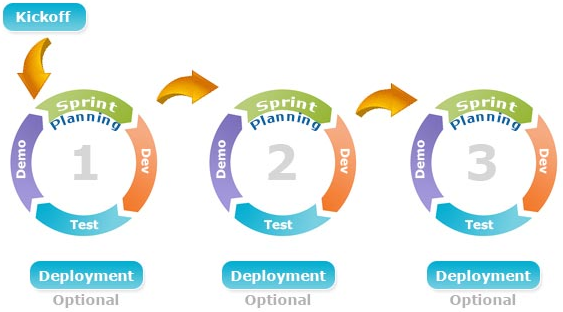 Kickoff
Sprint
Planning
Demo
1
Dev
Test
Deployment
Optional
Sprint
Planning
Demo
2
Dev
Test
Deployment
Optional
Sprint
Planning
Demo
3
Dev
Test
Deployment
Optional